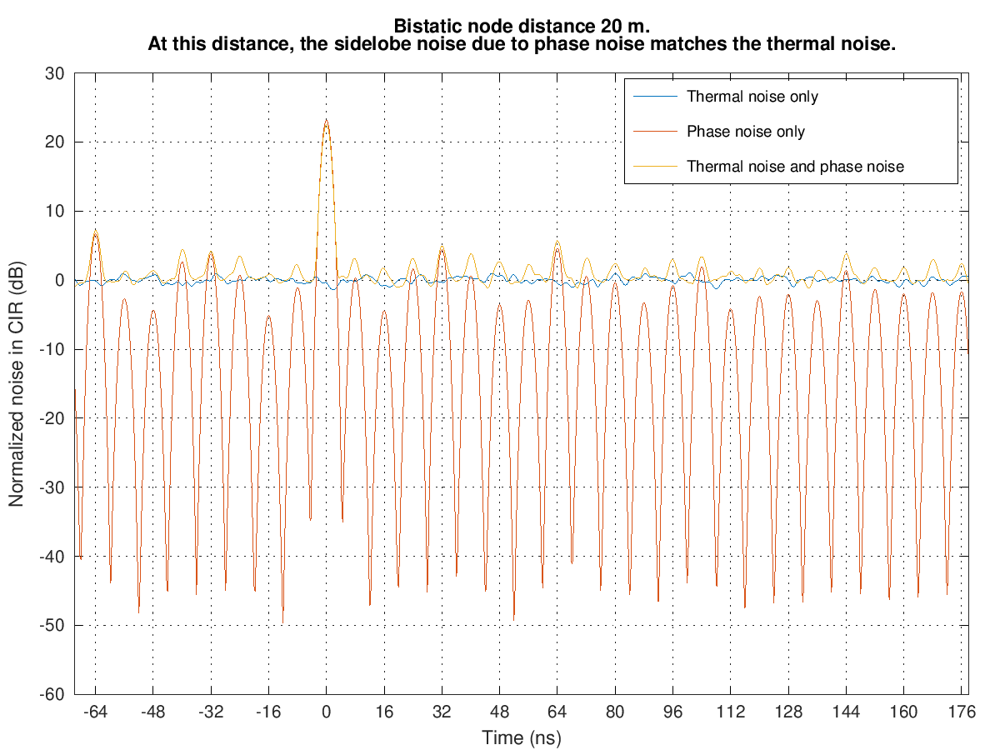 Bistatic node distance 20 m.
At this distance, the sidelobe noise due to phase noise matches the thermal noise.
30
20
10
0
-10
-20
-30
-40
-50
-60
Normalized noise in CIR (dB)
Thermal noise only
Phase noise only
Thermal noise and phase noise
-64 -48 -32 -16 0 16 32 48 64 80 96 112 128 144 160 176
Time (ns)